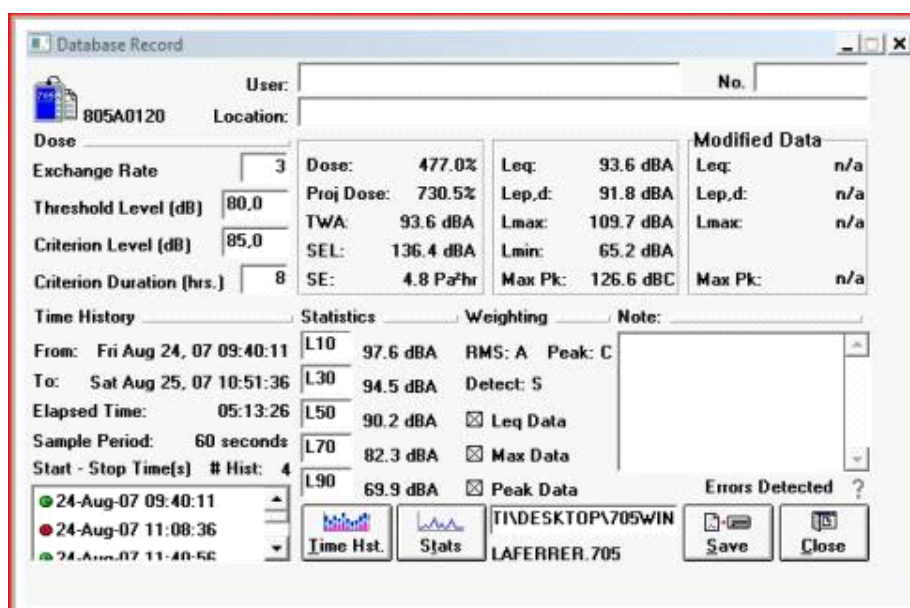 Database Record
User: No.
805A0120 Location:
Dose
Exchange Rate 3
Threshold Level (dB) 80,0
Criterion Level (dB) 85,0
Criterion Duration (hrs.) 8
Dose: 477.0%
Proj Dose: 730.5%
TWA: 93.6 dBA
SEL: 136.4 dBA
SE: 4.8 Pa²hr
Leq: 93.6 dBA
Lep,d: 91.8 dBA
Lmax: 109.7 dBA
Lmin: 65.2 dBA
Max Pk: 126.6 dBC
Modified Data
Leq: n/a
Lep,d: n/a
Lmax: n/a
Max Pk: n/a
Time History
From: Fri Aug 24, 07 09:40:11
To: Sat Aug 25, 07 10:51:36
Elapsed Time: 05:13:26
Sample Period: 60 seconds
Start - Stop Time(s) # Hist: 4
24-Aug-07 09:40:11
24-Aug-07 11:08:36
24-Aug-07 11:40:56
Statistics
L10 97.6 dBA
L30 94.5 dBA
L50 90.2 dBA
L70 82.3 dBA
L90 69.9 dBA
Weighting
RMS: A Peak: C
Detect: S
Leq Data
Max Data
Peak Data
Note:
Errors Detected ?
Time Hst.
Stats
TI\DESKTOP\705WIN
LAFERRER.705
Save
Close